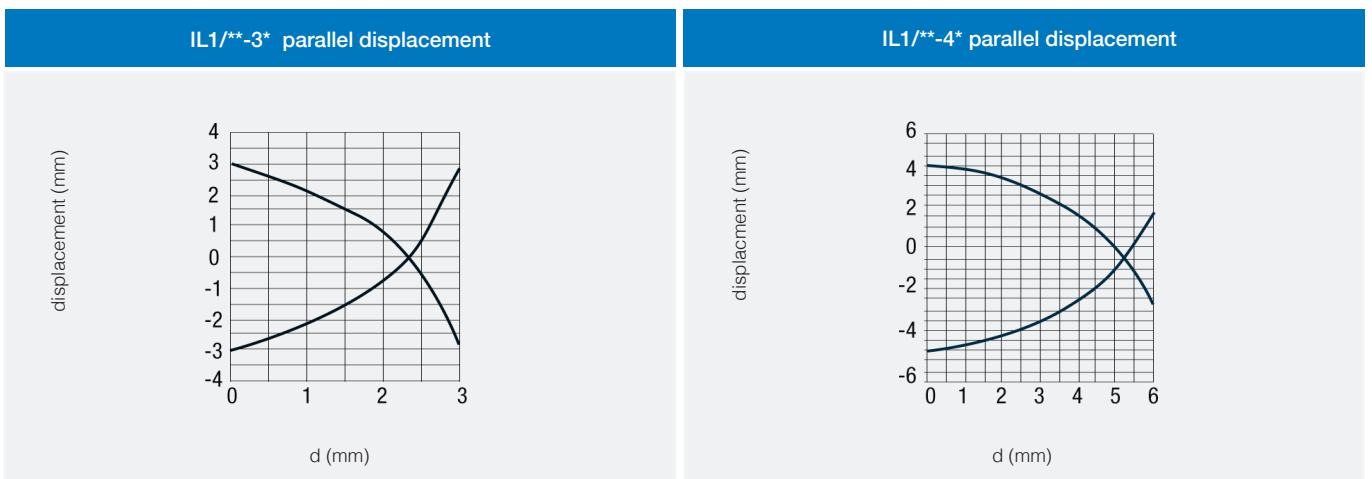 IL1/**-3*  parallel displacement
displacement (mm)
4
3
2
1
0
-1
-2
-3
-4
0 1 2 3
d (mm)
IL1/**-4* parallel displacement
displacment (mm)
6
4
2
0
-2
-4
-6
0 1 2 3 4 5 6
d (mm)